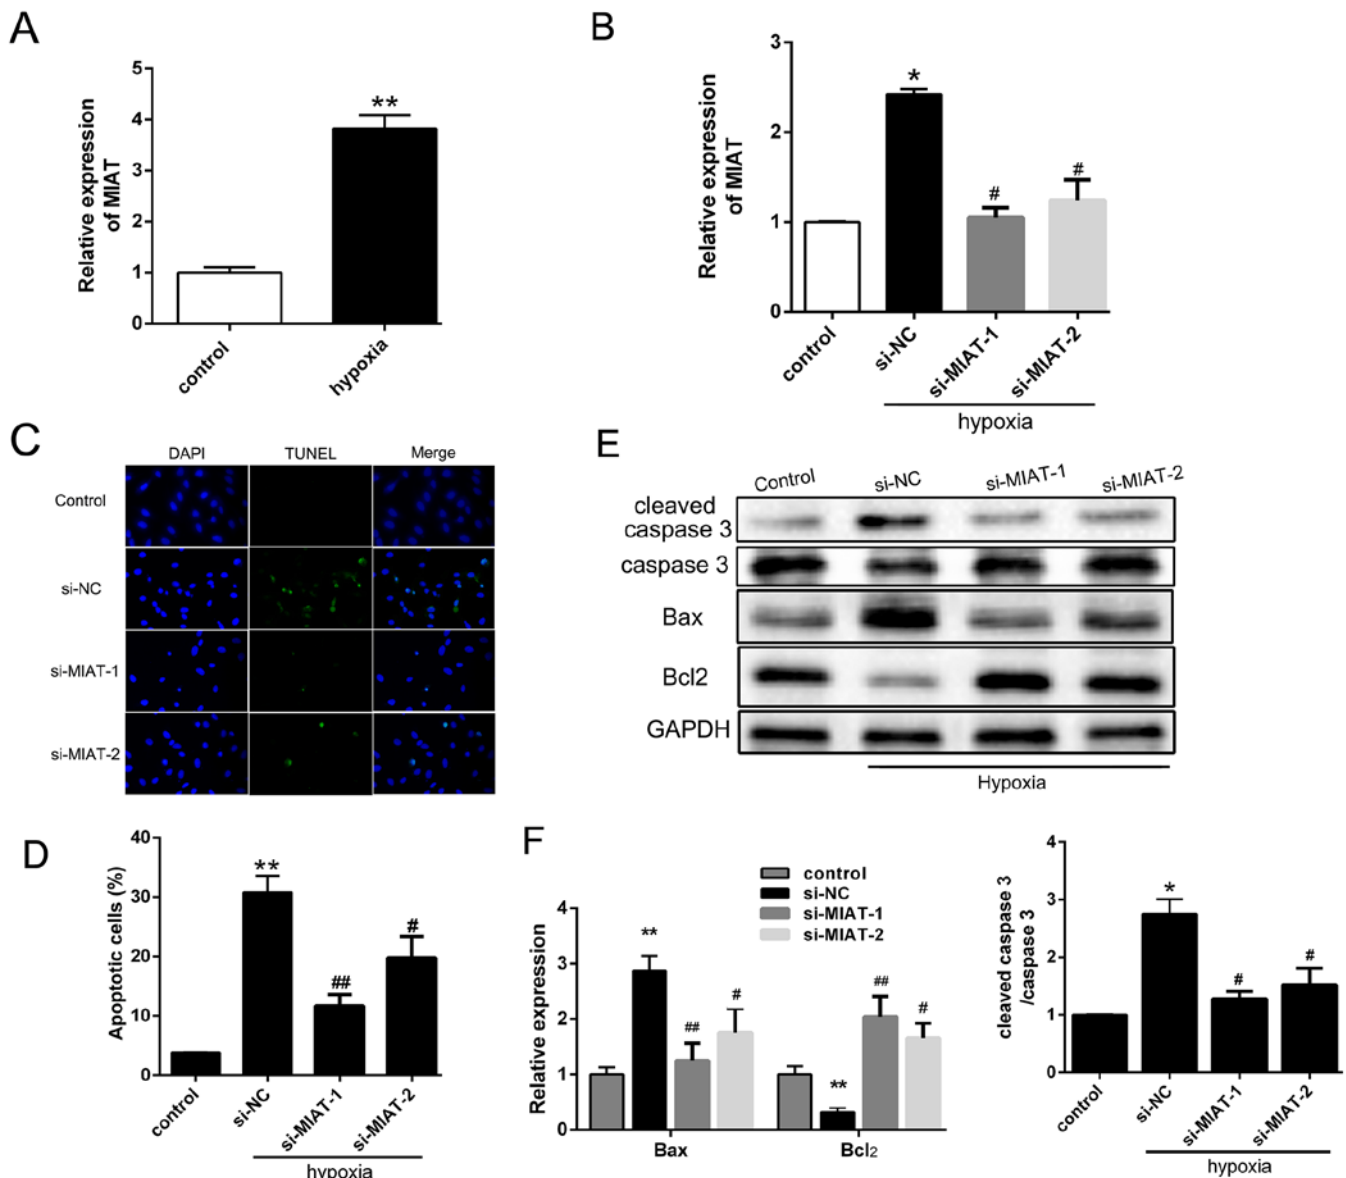 A
Relative expression
of MIAT
5
4
3
2
1
0
**
control
hypoxia
B
Relative expression
of MIAT
3
2
1
0
*
#
#
control
si-NC
si-MIAT-1
si-MIAT-2
hypoxia
C
DAPI TUNEL Merge
Control
si-NC
si-MIAT-1
si-MIAT-2
E
Control si-NC si-MIAT-1 si-MIAT-2
cleaved
caspase 3
caspase 3
Bax
Bcl2
GAPDH
Hypoxia
D
Apoptotic cells (%)
40
30
20
10
0
**
##
#
control
si-NC
si-MIAT-1
si-MIAT-2
hypoxia
F
control
si-NC
si-MIAT-1
si-MIAT-2
Relative expression
4
3
2
1
0
**
##
#
**
##
#
Bax Bcl2
cleaved caspase 3
/caspase 3
4
3
2
1
0
*
#
#
control
si-NC
si-MIAT-1
si-MIAT-2
hypoxia